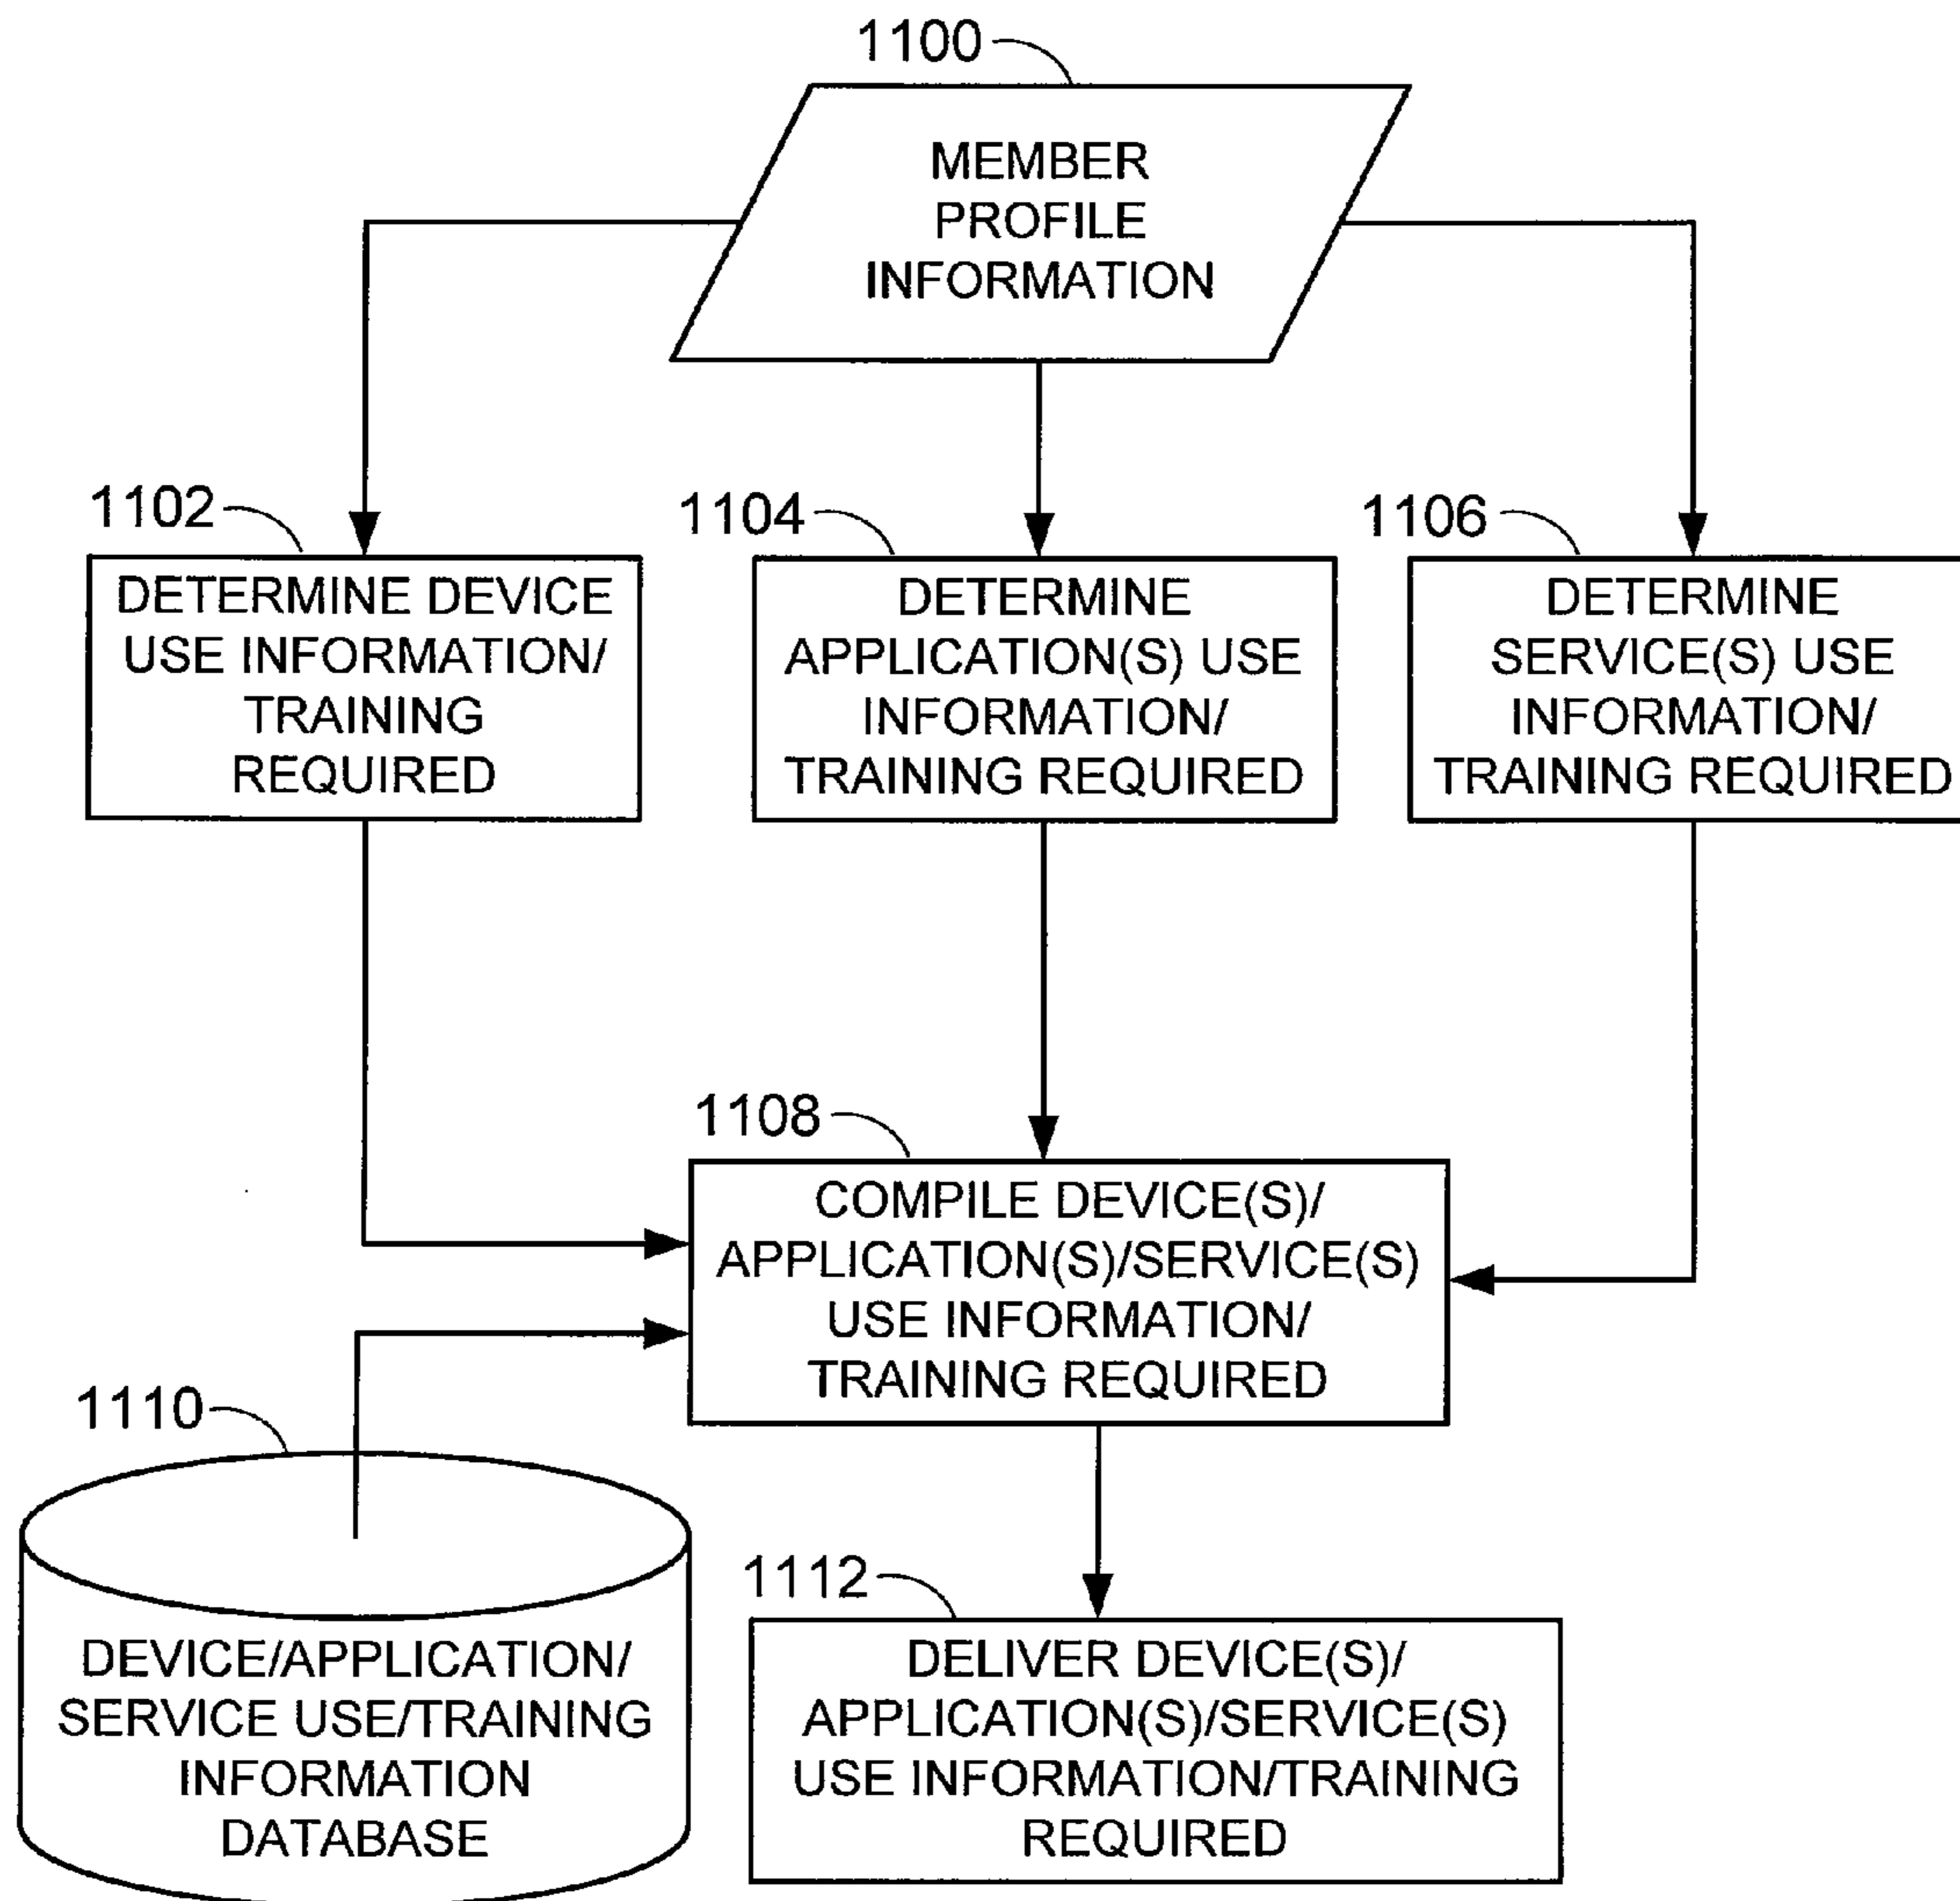 1100
MEMBER
PROFILE
INFORMATION
1102
DETERMINE DEVICE
USE INFORMATION/
TRAINING
REQUIRED
1104
DETERMINE
APPLICATION(S) USE
INFORMATION/
TRAINING REQUIRED
1106
DETERMINE
SERVICE(S) USE
INFORMATION/
TRAINING REQUIRED
1108
COMPILE DEVICE(S)/
APPLICATION(S)/SERVICE(S)
USE INFORMATION/
TRAINING REQUIRED
1110
DEVICE/APPLICATION/
SERVICE USE/TRAINING
INFORMATION
DATABASE
1112
DELIVER DEVICE(S)/
APPLICATION(S)/SERVICE(S)
USE INFORMATION/TRAINING
REQUIRED